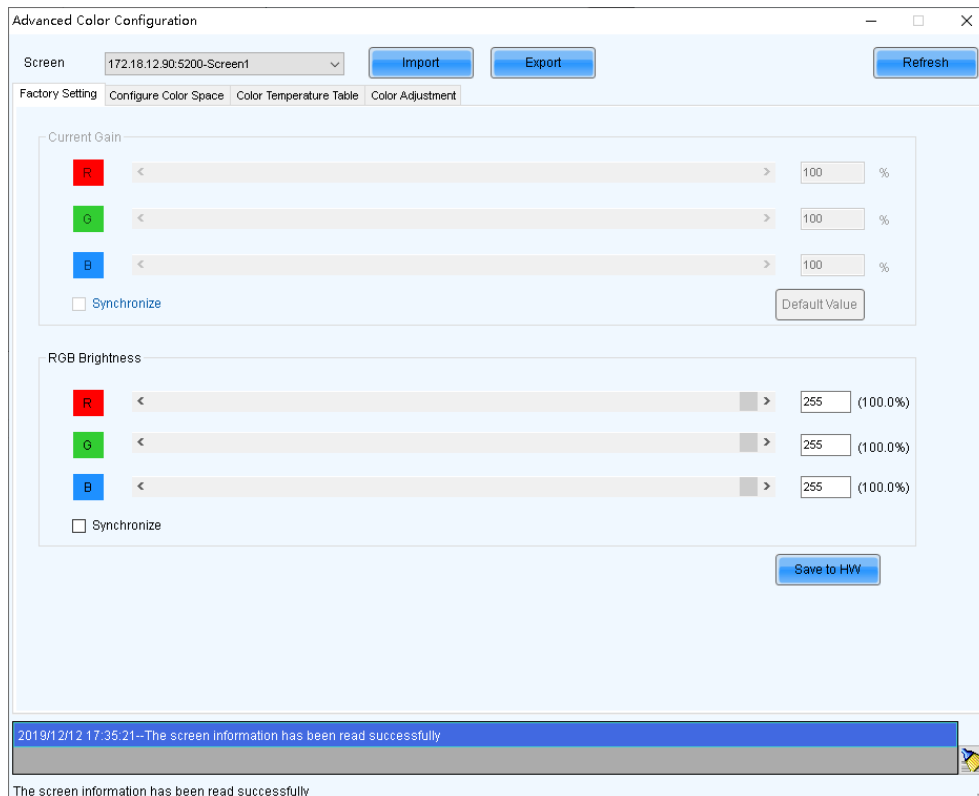 Advanced Color Configuration
Screen 172.18.12.90:5200-Screen1 Import Export Refresh
Factory Setting Configure Color Space Color Temperature Table Color Adjustment
Current Gain
R 100 %
G 100 %
B 100 %
Synchronize Default Value
RGB Brightness
R 255 (100.0%)
G 255 (100.0%)
B 255 (100.0%)
Synchronize
Save to HW
2019/12/12 17:35:21--The screen information has been read successfully
The screen information has been read successfully